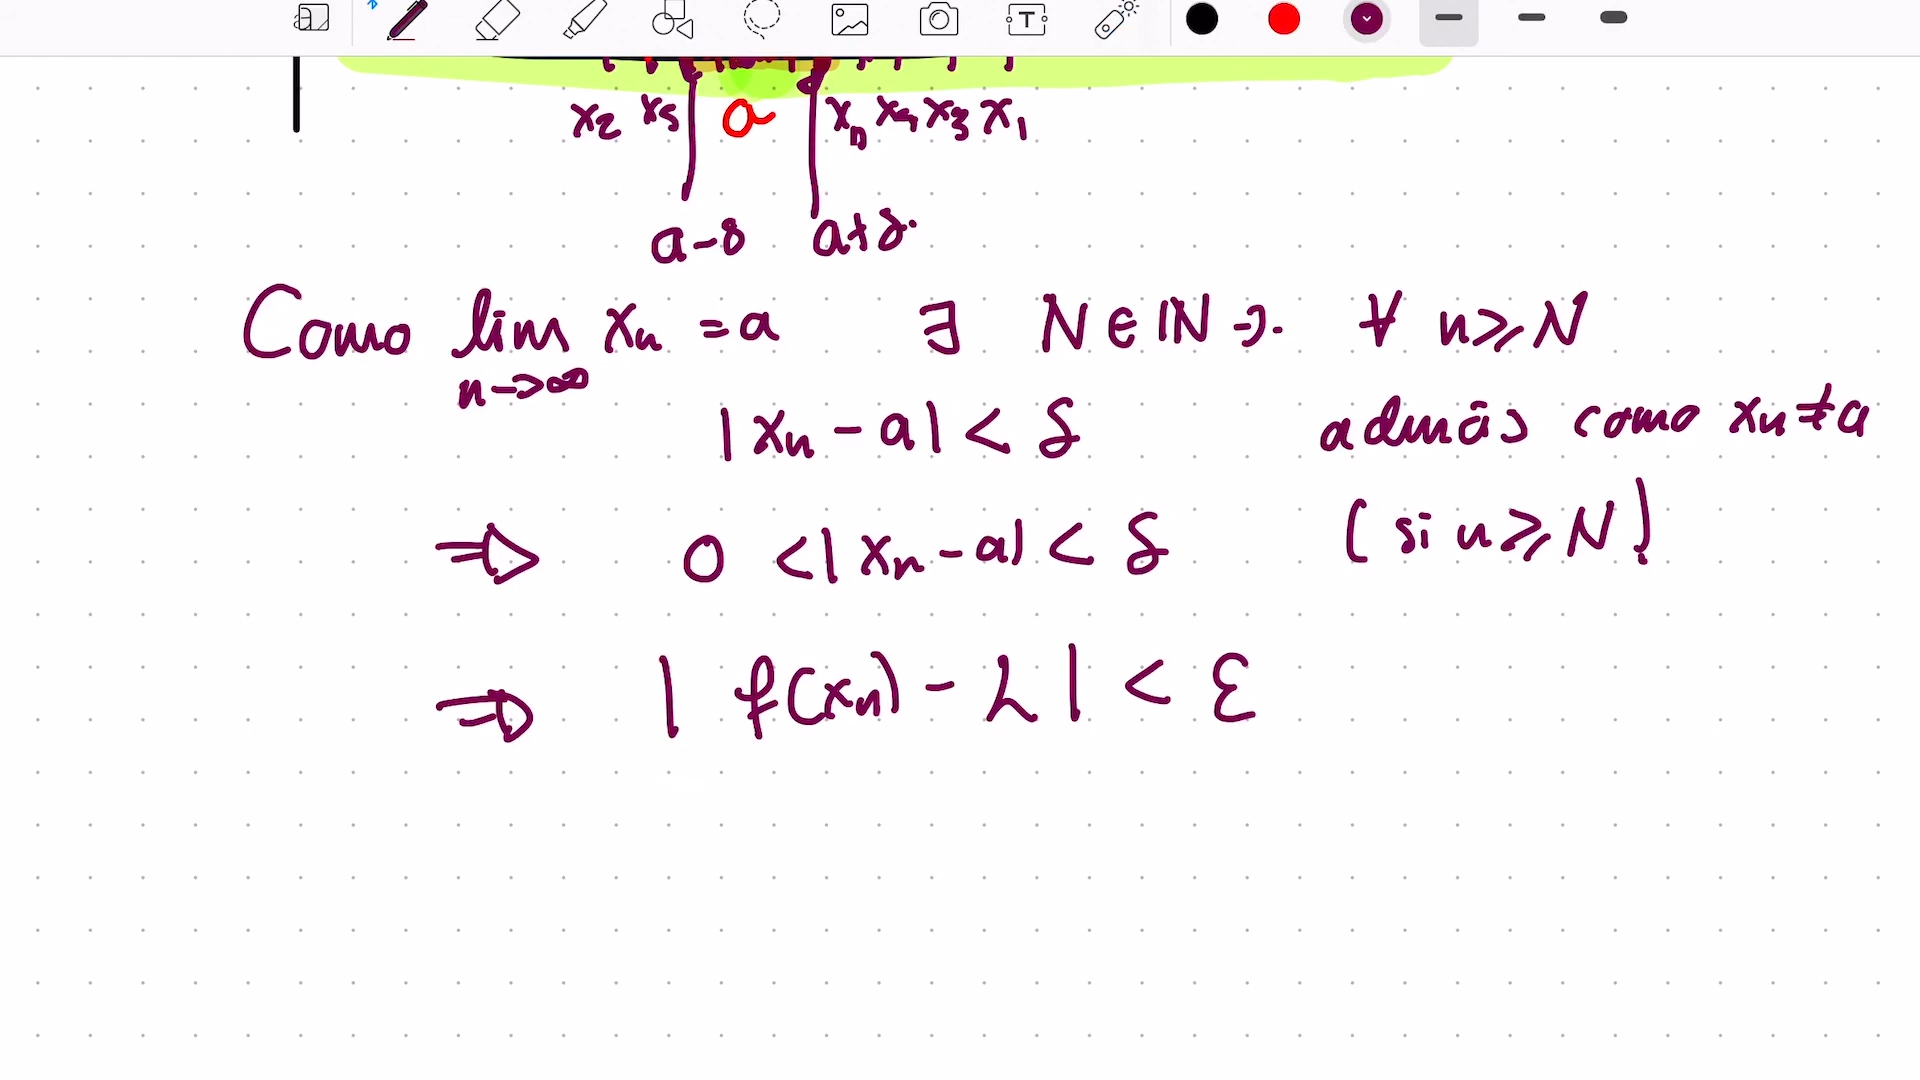 x₂ x₅ a xₙ x₄ x₃ x₁
a-δ a+δ.
Como lim xₙ = a ∃ N ∈ ℕ ∋. ∀ n ≥ N
n→∞
|xₙ - a| < δ además como xₙ ≠ a
⇒ 0 < |xₙ - a| < δ (si n ≥ N)
⇒ | f(xₙ) - L | < ε